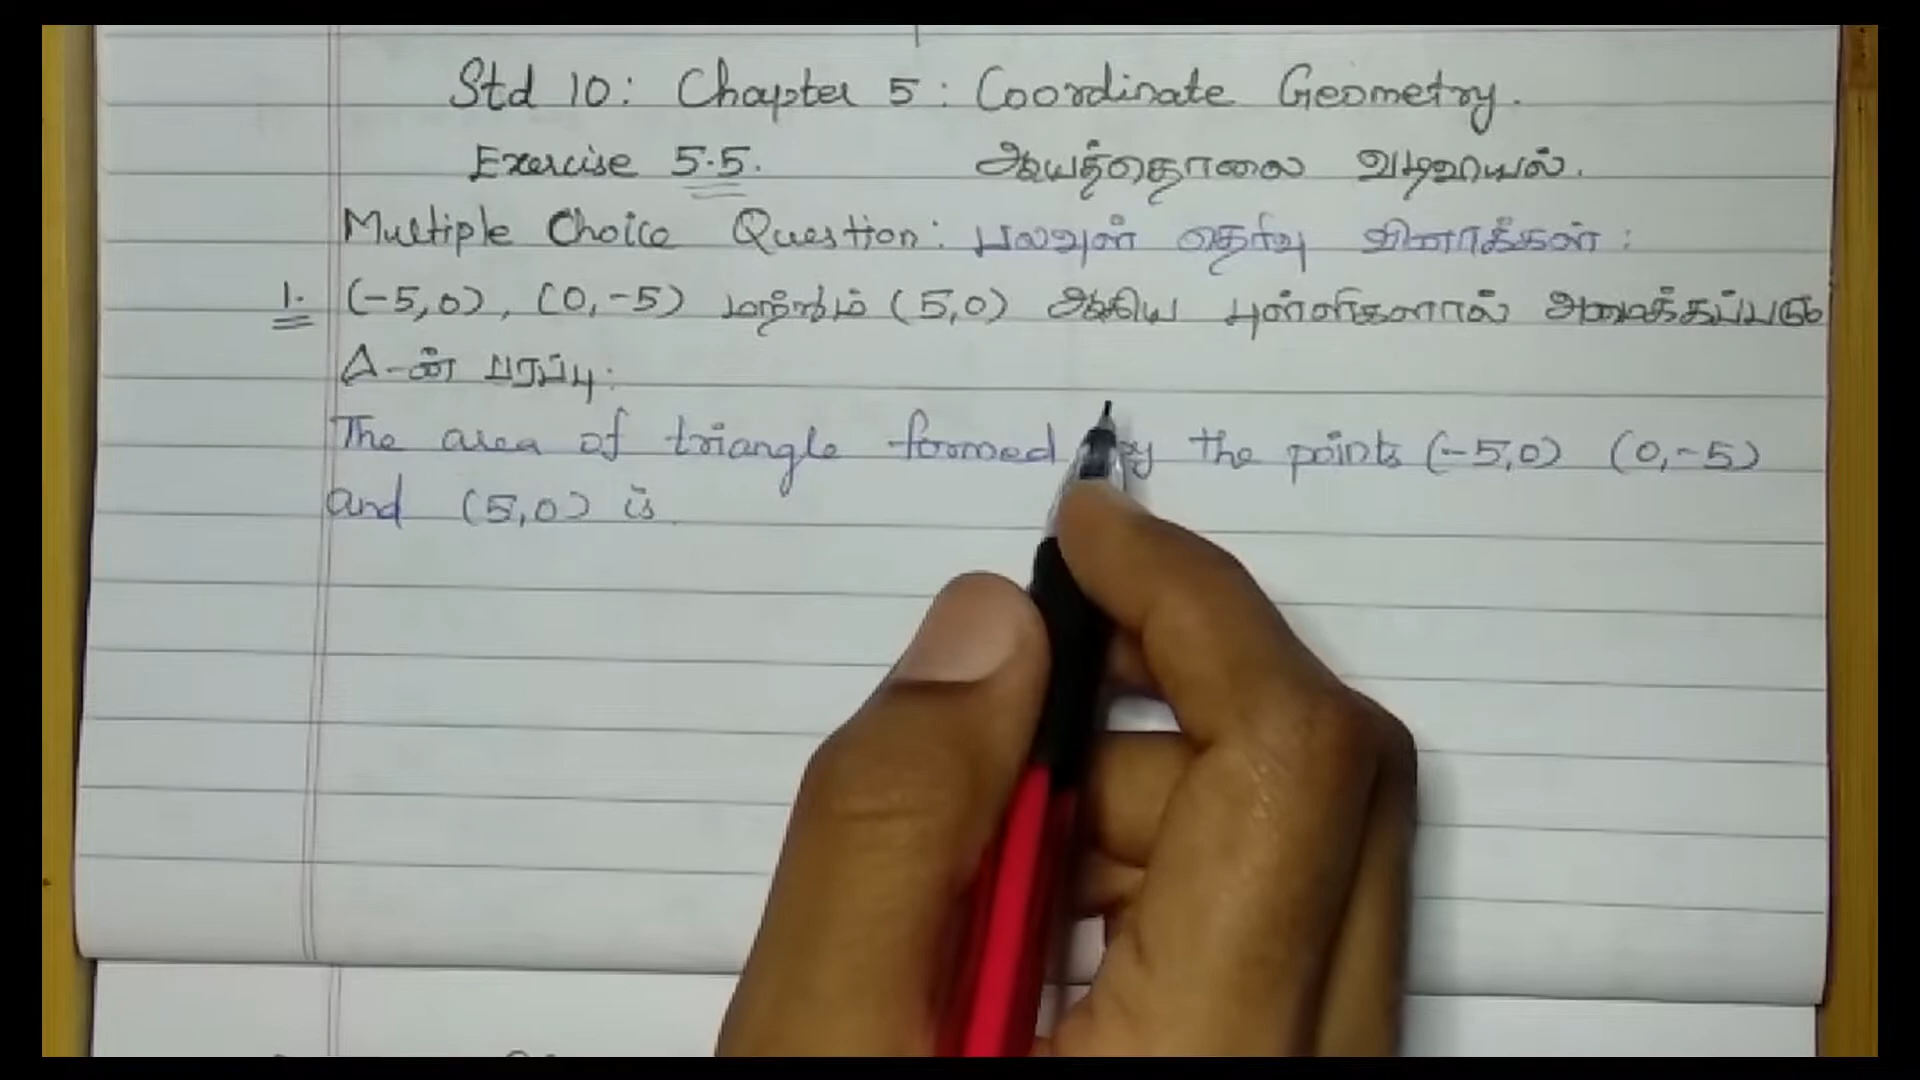 Std 10: Chapter 5: Coordinate Geometry.
Exercise 5.5. ஆயத்தொலை வடிவியல்.
Multiple Choice Question: பலவுள் தெரிவு வினாக்கள்:
1. (-5,0), (0,-5) மற்றும் (5,0) ஆகிய புள்ளிகளால் அமைக்கப்படும்
Δ-ன் பரப்பு:
The area of triangle formed by the points (-5,0) (0,-5)
and (5,0) is